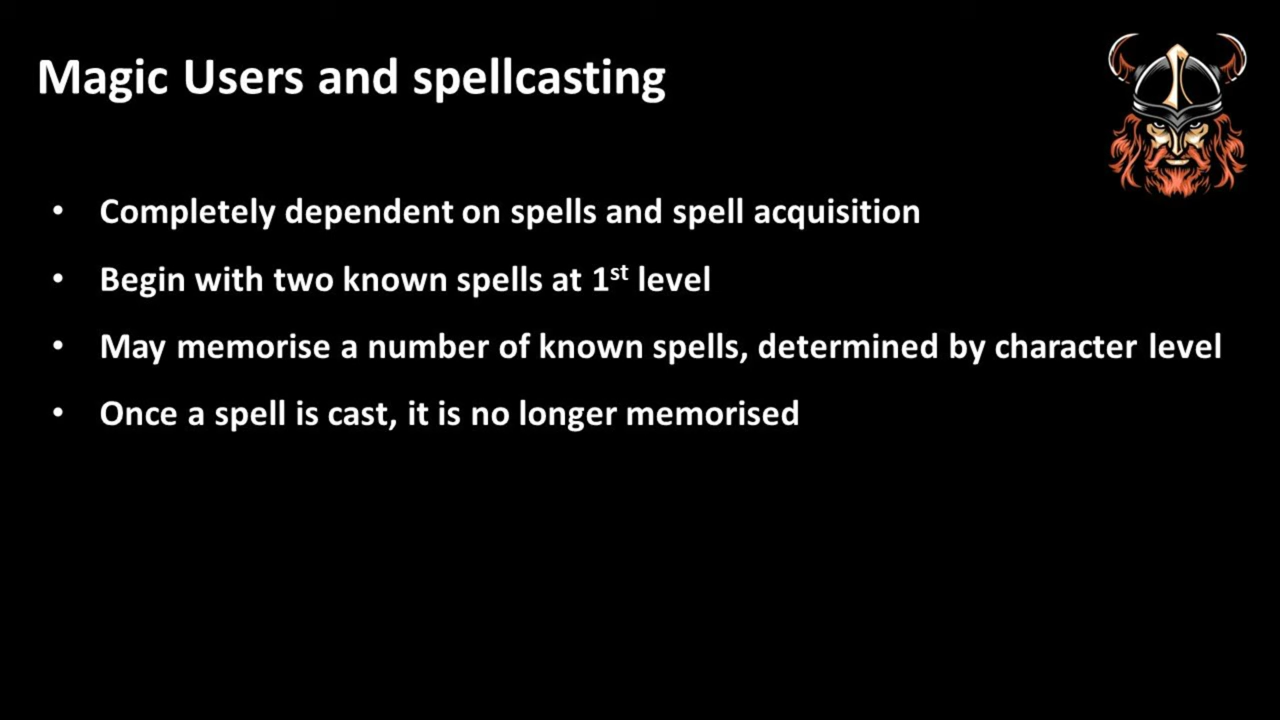 Magic Users and spellcasting
• Completely dependent on spells and spell acquisition
• Begin with two known spells at 1st level
• May memorise a number of known spells, determined by character level
• Once a spell is cast, it is no longer memorised